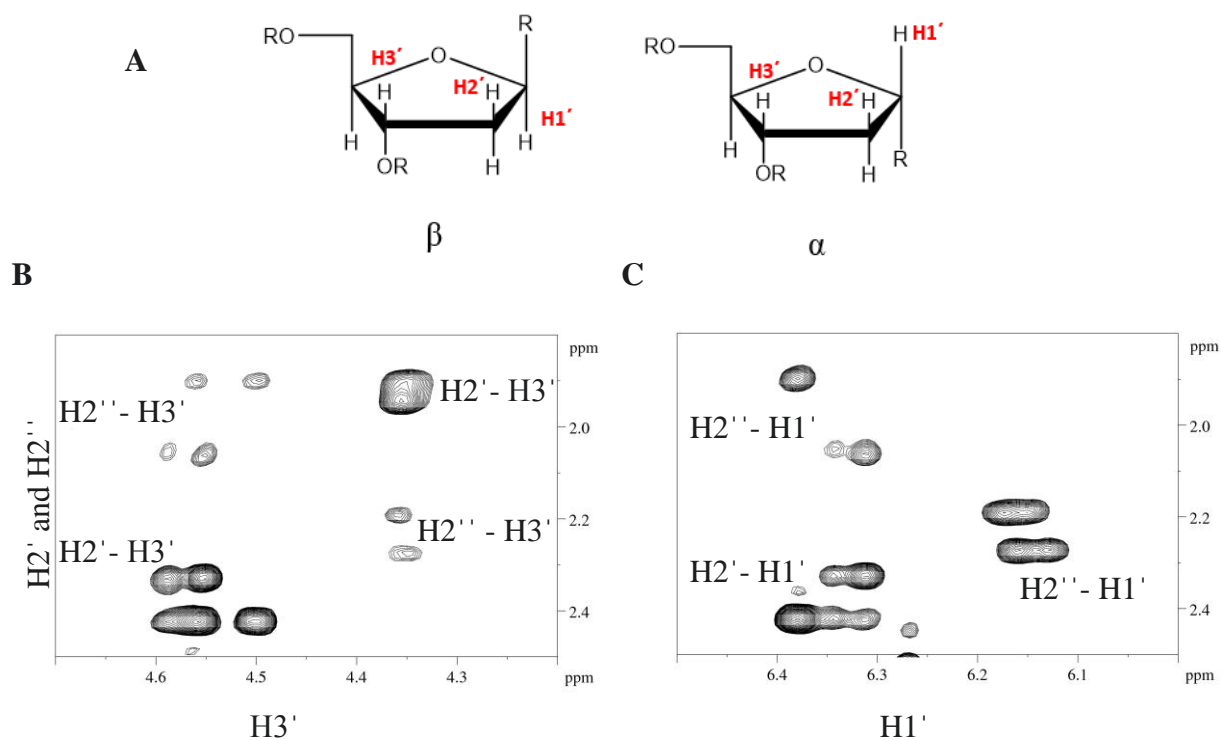 A
RO
R
H3´
O
H2´
H
H
H1´
H
H
H
OR
β
H H1´
RO
H3´
O
H2´
H
H
H
H
R
OR
α
B
H2' and H2''
ppm
H2'- H3'
H2''- H3'
2.0
2.2
H2'' - H3'
H2'- H3'
2.4
4.6 4.5 4.4 4.3 ppm
H3'
C
ppm
H2''- H1'
2.0
2.2
H2'- H1'
H2''- H1'
2.4
6.4 6.3 6.2 6.1 ppm
H1'